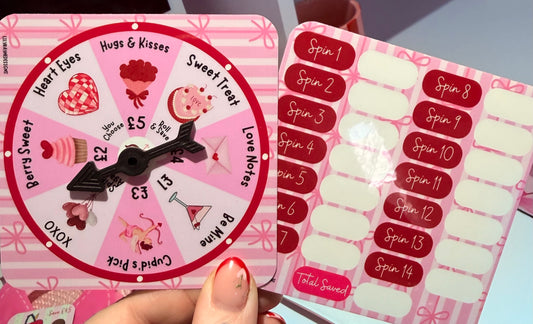 Hugs & Kisses
Sweet Treat
Love Notes
Be Mine
Cupid's Pick
XOXO
Berry Sweet
Heart Eyes
£5
Roll & Save
£4
£1
£3
£2
You Choose
Spin 1
Spin 2
Spin 3
Spin 4
Spin 5
Spin 6
Spin 7
Spin 8
Spin 9
Spin 10
Spin 11
Spin 12
Spin 13
Spin 14
Total Saved